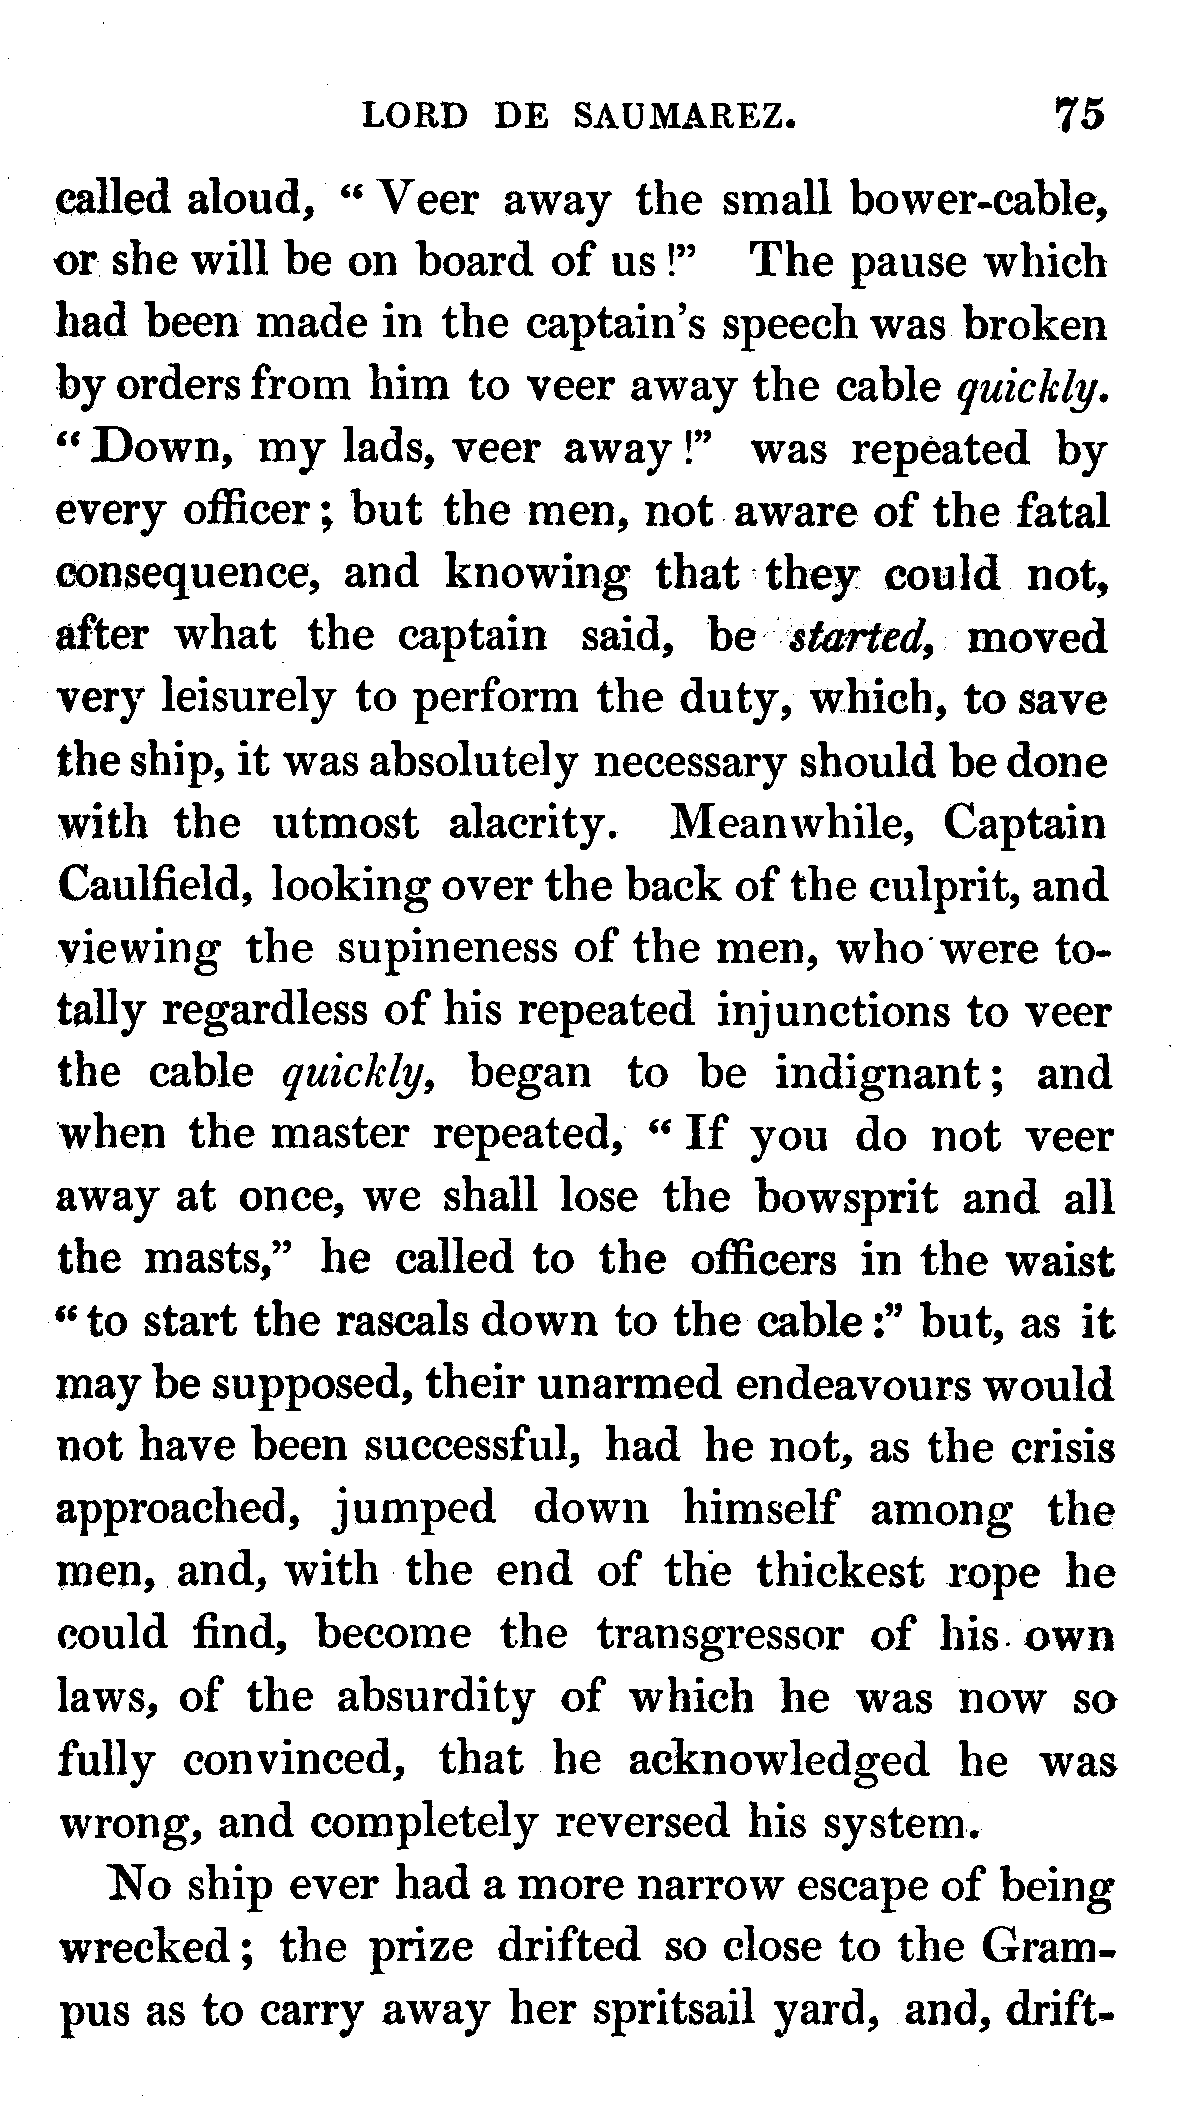 LORD DE SAUMAREZ. 75
called aloud, “ Veer away the small bower-cable,
or she will be on board of us !” The pause which
had been made in the captain’s speech was broken
by orders from him to veer away the cable quickly.
“ Down, my lads, veer away !” was repeated by
every officer ; but the men, not aware of the fatal
consequence, and knowing that they could not,
after what the captain said, be started, moved
very leisurely to perform the duty, which, to save
the ship, it was absolutely necessary should be done
with the utmost alacrity. Meanwhile, Captain
Caulfield, looking over the back of the culprit, and
viewing the supineness of the men, who were to-
tally regardless of his repeated injunctions to veer
the cable quickly, began to be indignant ; and
when the master repeated, “ If you do not veer
away at once, we shall lose the bowsprit and all
the masts,” he called to the officers in the waist
“ to start the rascals down to the cable :” but, as it
may be supposed, their unarmed endeavours would
not have been successful, had he not, as the crisis
approached, jumped down himself among the
men, and, with the end of the thickest rope he
could find, become the transgressor of his own
laws, of the absurdity of which he was now so
fully convinced, that he acknowledged he was
wrong, and completely reversed his system.
No ship ever had a more narrow escape of being
wrecked ; the prize drifted so close to the Gram-
pus as to carry away her spritsail yard, and, drift-